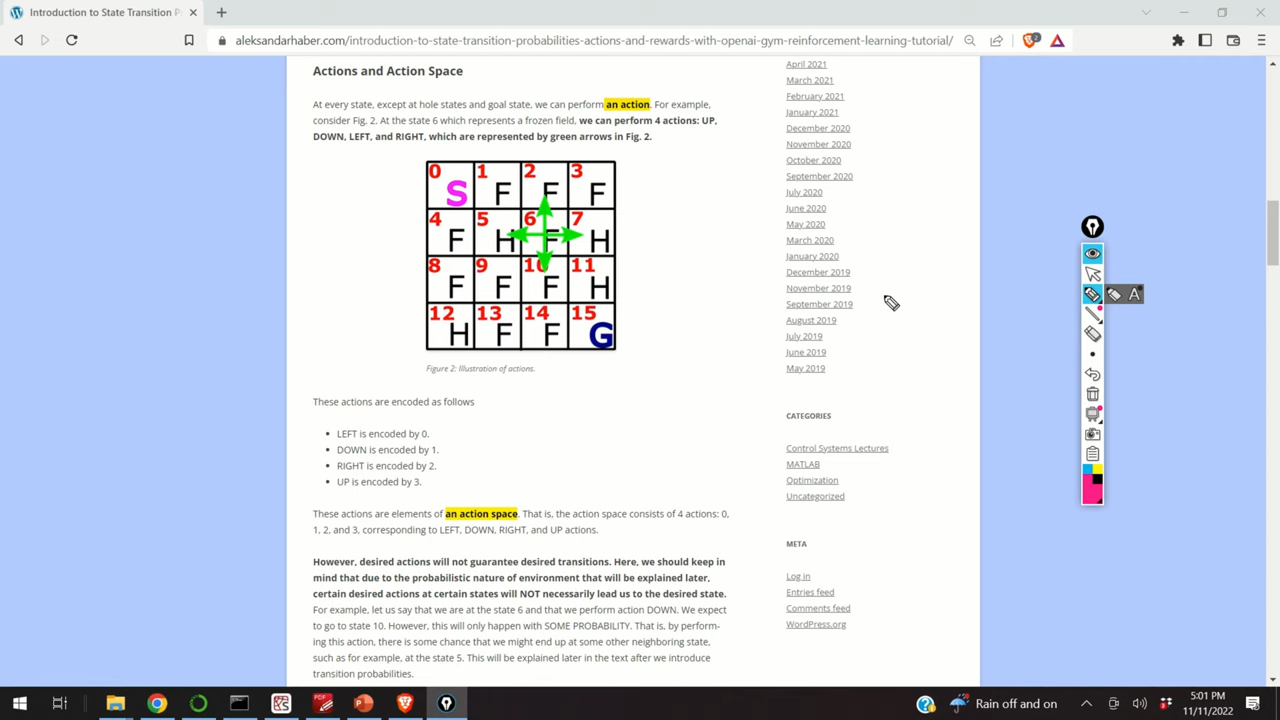 Introduction to State Transition P
aleksandarhaber.com/introduction-to-state-transition-probabilities-actions-and-rewards-with-openai-gym-reinforcement-learning-tutorial/
2
Actions and Action Space
At every state, except at hole states and goal state, we can perform an action. For example,
consider Fig. 2. At the state 6 which represents a frozen field, we can perform 4 actions: UP,
DOWN, LEFT, and RIGHT, which are represented by green arrows in Fig. 2.
0 1 2 3
S F F F
4 5 6 7
F H F H
8 9 10 11
F F F H
12 13 14 15
H F F G
Figure 2: Illustration of actions.
These actions are encoded as follows
• LEFT is encoded by 0.
• DOWN is encoded by 1.
• RIGHT is encoded by 2.
• UP is encoded by 3.
These actions are elements of an action space. That is, the action space consists of 4 actions: 0,
1, 2, and 3, corresponding to LEFT, DOWN, RIGHT, and UP actions.
However, desired actions will not guarantee desired transitions. Here, we should keep in
mind that due to the probabilistic nature of environment that will be explained later,
certain desired actions at certain states will NOT necessarily lead us to the desired state.
For example, let us say that we are at the state 6 and that we perform action DOWN. We expect
to go to state 10. However, this will only happen with SOME PROBABILITY. That is, by perform-
ing this action, there is some chance that we might end up at some other neighboring state,
such as for example, at the state 5. This will be explained later in the text after we introduce
transition probabilities.
April 2021
March 2021
February 2021
January 2021
December 2020
November 2020
October 2020
September 2020
July 2020
June 2020
May 2020
March 2020
January 2020
December 2019
November 2019
September 2019
August 2019
July 2019
June 2019
May 2019
CATEGORIES
Control Systems Lectures
MATLAB
Optimization
Uncategorized
META
Log in
Entries feed
Comments feed
WordPress.org
A
Rain off and on
5:01 PM
11/11/2022